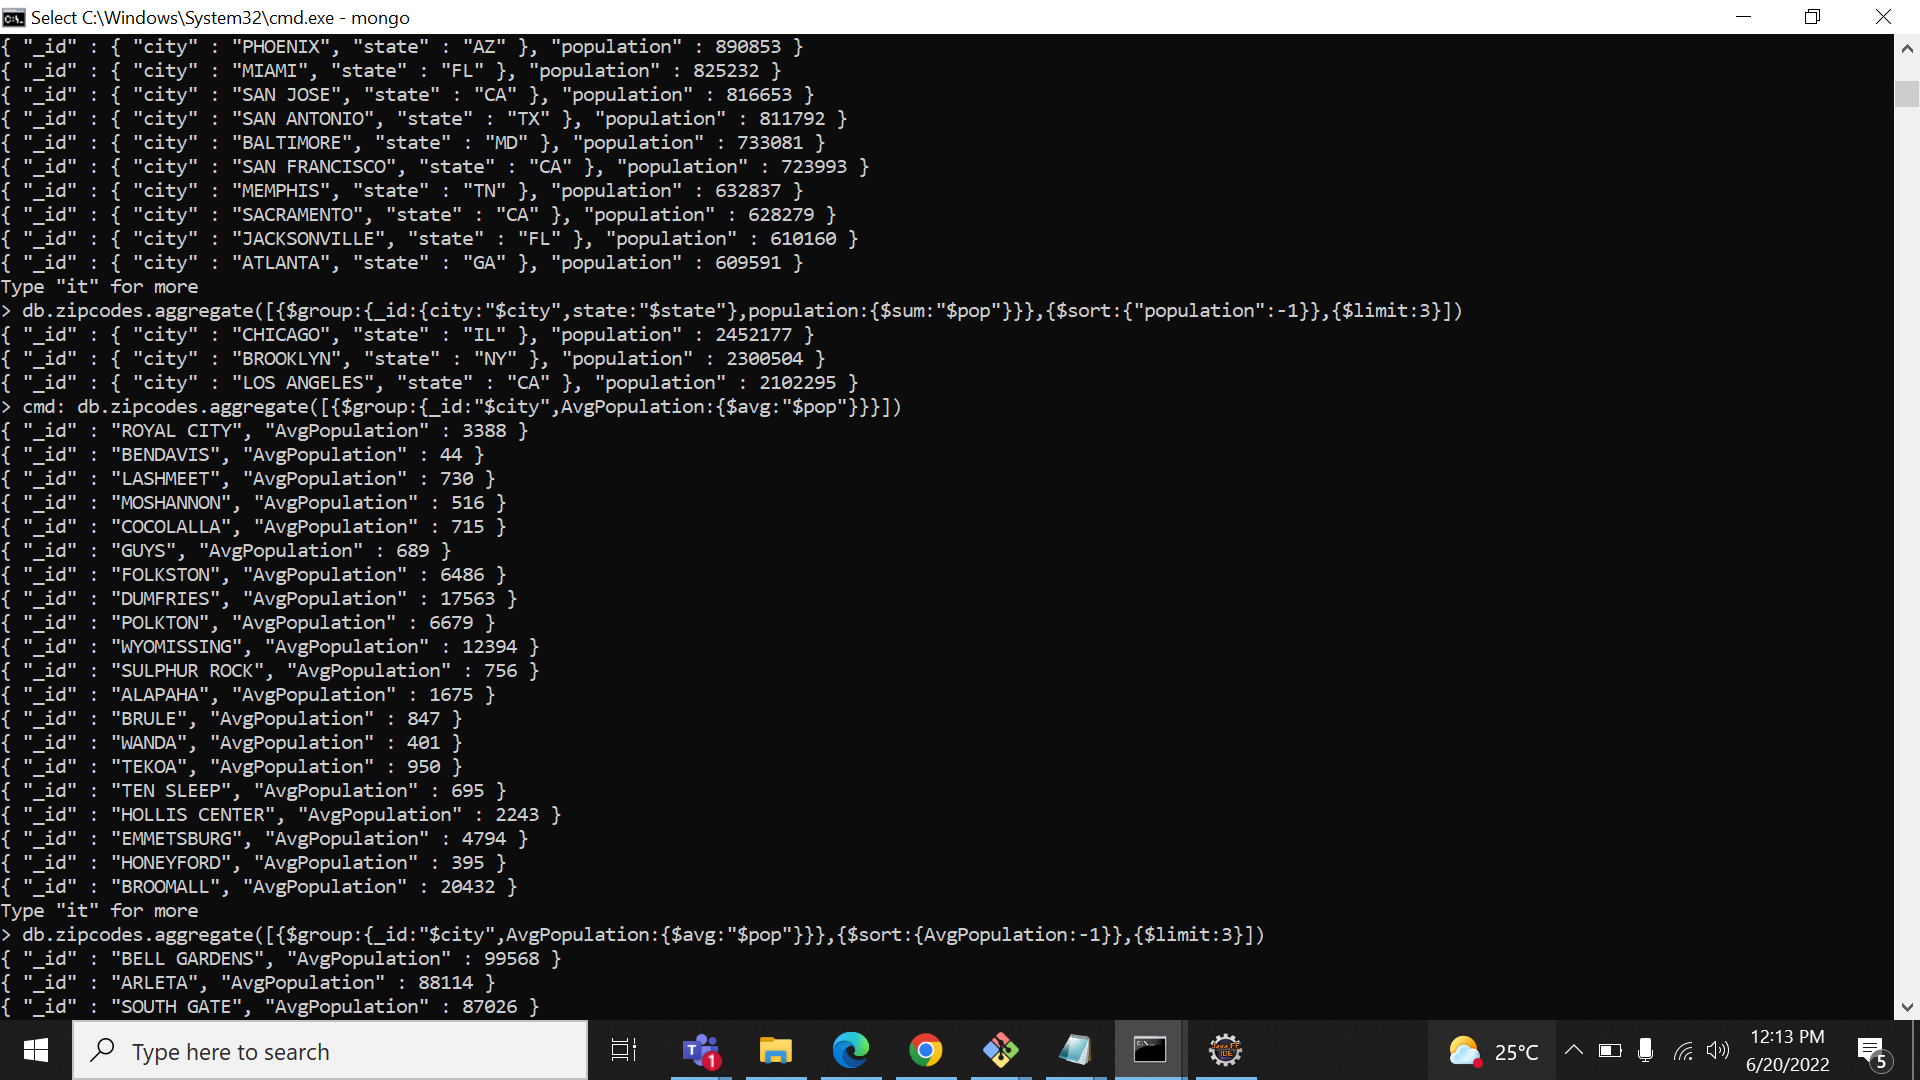 Select C:\Windows\System32\cmd.exe - mongo
{ "_id" : { "city" : "PHOENIX", "state" : "AZ" }, "population" : 890853 }
{ "_id" : { "city" : "MIAMI", "state" : "FL" }, "population" : 825232 }
{ "_id" : { "city" : "SAN JOSE", "state" : "CA" }, "population" : 816653 }
{ "_id" : { "city" : "SAN ANTONIO", "state" : "TX" }, "population" : 811792 }
{ "_id" : { "city" : "BALTIMORE", "state" : "MD" }, "population" : 733081 }
{ "_id" : { "city" : "SAN FRANCISCO", "state" : "CA" }, "population" : 723993 }
{ "_id" : { "city" : "MEMPHIS", "state" : "TN" }, "population" : 632837 }
{ "_id" : { "city" : "SACRAMENTO", "state" : "CA" }, "population" : 628279 }
{ "_id" : { "city" : "JACKSONVILLE", "state" : "FL" }, "population" : 610160 }
{ "_id" : { "city" : "ATLANTA", "state" : "GA" }, "population" : 609591 }
Type "it" for more
> db.zipcodes.aggregate([{$group:{_id:{city:"$city",state:"$state"},population:{$sum:"$pop"}}},{$sort:{"population":-1}},{$limit:3}])
{ "_id" : { "city" : "CHICAGO", "state" : "IL" }, "population" : 2452177 }
{ "_id" : { "city" : "BROOKLYN", "state" : "NY" }, "population" : 2300504 }
{ "_id" : { "city" : "LOS ANGELES", "state" : "CA" }, "population" : 2102295 }
> cmd: db.zipcodes.aggregate([{$group:{_id:"$city",AvgPopulation:{$avg:"$pop"}}}])
{ "_id" : "ROYAL CITY", "AvgPopulation" : 3388 }
{ "_id" : "BENDAVIS", "AvgPopulation" : 44 }
{ "_id" : "LASHMEET", "AvgPopulation" : 730 }
{ "_id" : "MOSHANNON", "AvgPopulation" : 516 }
{ "_id" : "COCOLALLA", "AvgPopulation" : 715 }
{ "_id" : "GUYS", "AvgPopulation" : 689 }
{ "_id" : "FOLKSTON", "AvgPopulation" : 6486 }
{ "_id" : "DUMFRIES", "AvgPopulation" : 17563 }
{ "_id" : "POLKTON", "AvgPopulation" : 6679 }
{ "_id" : "WYOMISSING", "AvgPopulation" : 12394 }
{ "_id" : "SULPHUR ROCK", "AvgPopulation" : 756 }
{ "_id" : "ALAPAHA", "AvgPopulation" : 1675 }
{ "_id" : "BRULE", "AvgPopulation" : 847 }
{ "_id" : "WANDA", "AvgPopulation" : 401 }
{ "_id" : "TEKOA", "AvgPopulation" : 950 }
{ "_id" : "TEN SLEEP", "AvgPopulation" : 695 }
{ "_id" : "HOLLIS CENTER", "AvgPopulation" : 2243 }
{ "_id" : "EMMETSBURG", "AvgPopulation" : 4794 }
{ "_id" : "HONEYFORD", "AvgPopulation" : 395 }
{ "_id" : "BROOMALL", "AvgPopulation" : 20432 }
Type "it" for more
> db.zipcodes.aggregate([{$group:{_id:"$city",AvgPopulation:{$avg:"$pop"}}},{$sort:{AvgPopulation:-1}},{$limit:3}])
{ "_id" : "BELL GARDENS", "AvgPopulation" : 99568 }
{ "_id" : "ARLETA", "AvgPopulation" : 88114 }
{ "_id" : "SOUTH GATE", "AvgPopulation" : 87026 }
Type here to search
T
1
Java EE
IDE
25°C
12:13 PM
6/20/2022
5